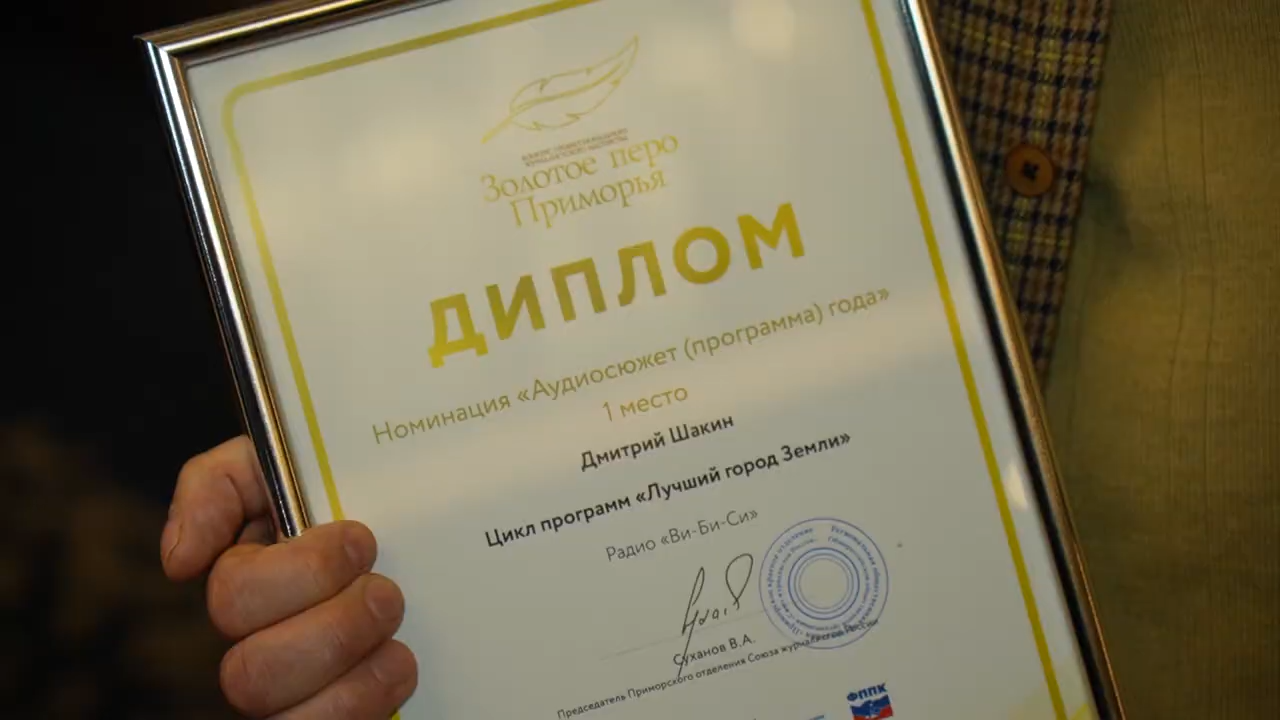 Золотое перо
Приморья
ДИПЛОМ
Номинация «Аудиосюжет (программа) года»
1 место
Дмитрий Шакин
Цикл программ «Лучший город Земли»
Радио «Ви-Би-Си»
Суханов В.А.
Председатель Приморского отделения Союза журналистов России
ФППК